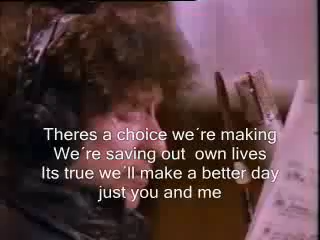 Theres a choice we´re making
We´re saving out  own lives
Its true we´ll make a better day
just you and me